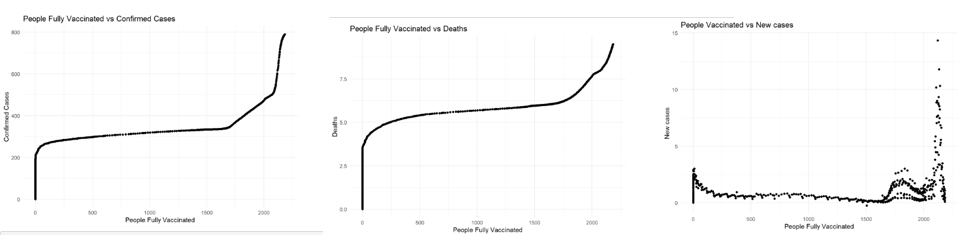 People Fully Vaccinated vs Confirmed Cases
800
600
400
200
0
Confirmed Cases
0 500 1000 1500 2000
People Fully Vaccinated
People Fully Vaccinated vs Deaths
7.5
5.0
2.5
0.0
Deaths
0 500 1000 1500 2000
People Fully Vaccinated
People Vaccinated vs New cases
15
10
5
0
New cases
0 500 1000 1500 2000
People Fully Vaccinated